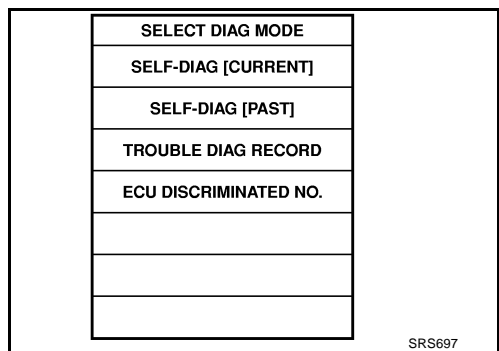 SELECT DIAG MODE
SELF-DIAG [CURRENT]
SELF-DIAG [PAST]
TROUBLE DIAG RECORD
ECU DISCRIMINATED NO.
SRS697